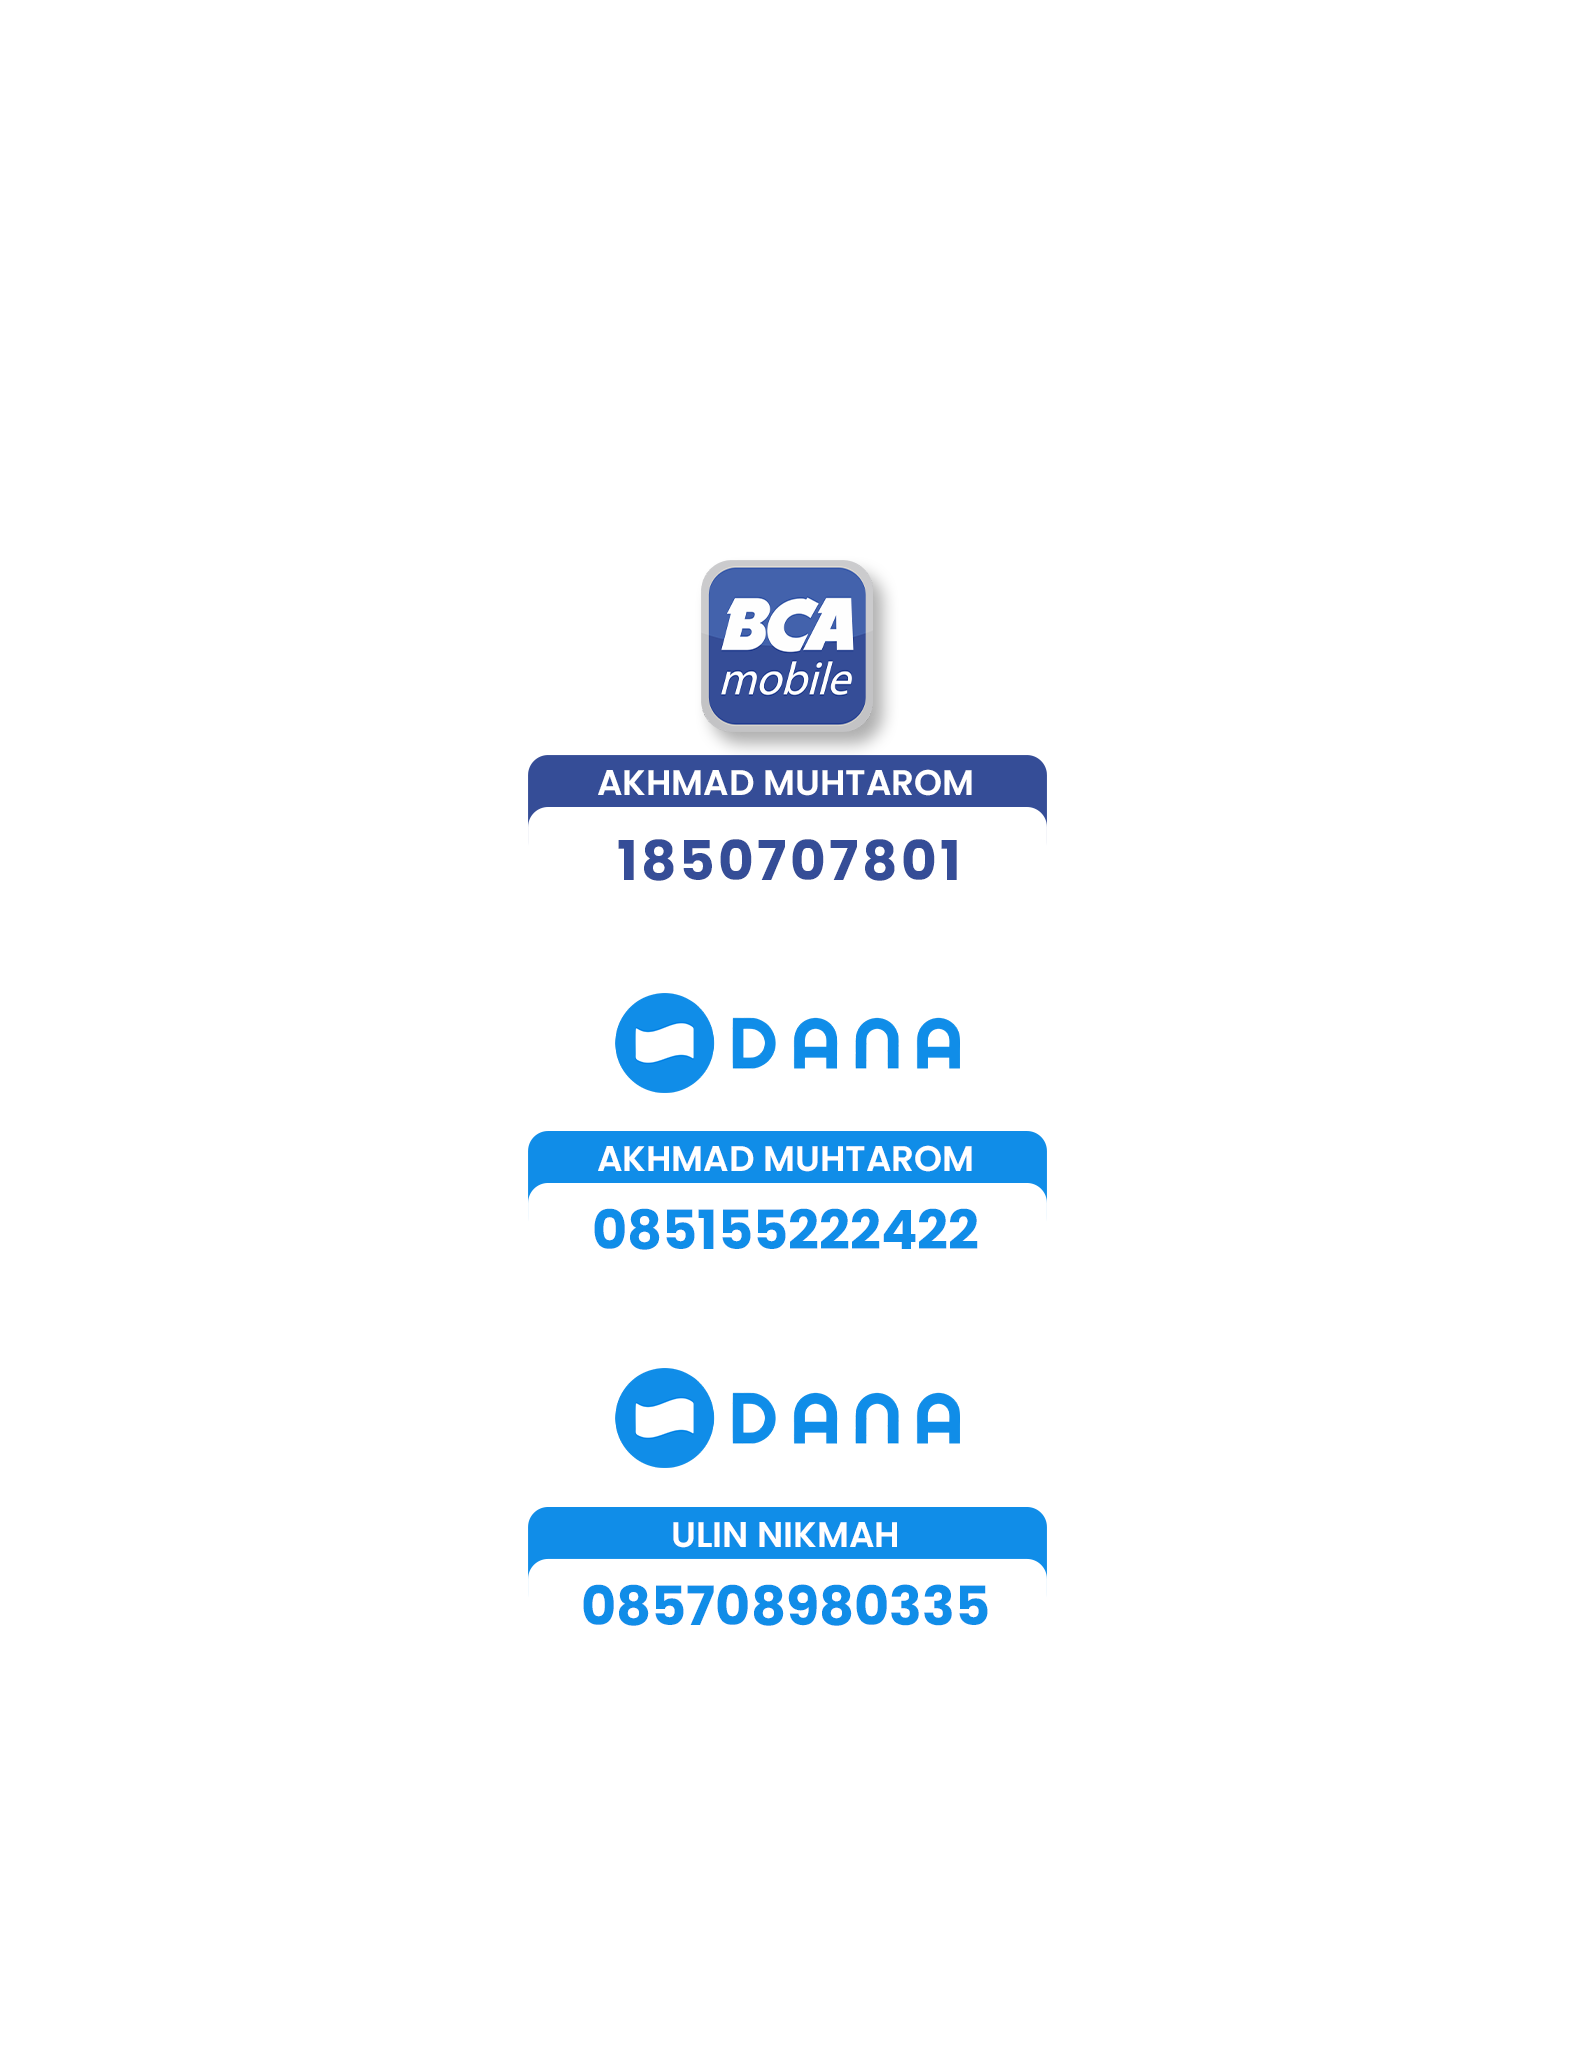 BCA
mobile
AKHMAD MUHTAROM
1850707801
DANA
AKHMAD MUHTAROM
085155222422
DANA
ULIN NIKMAH
085708980335